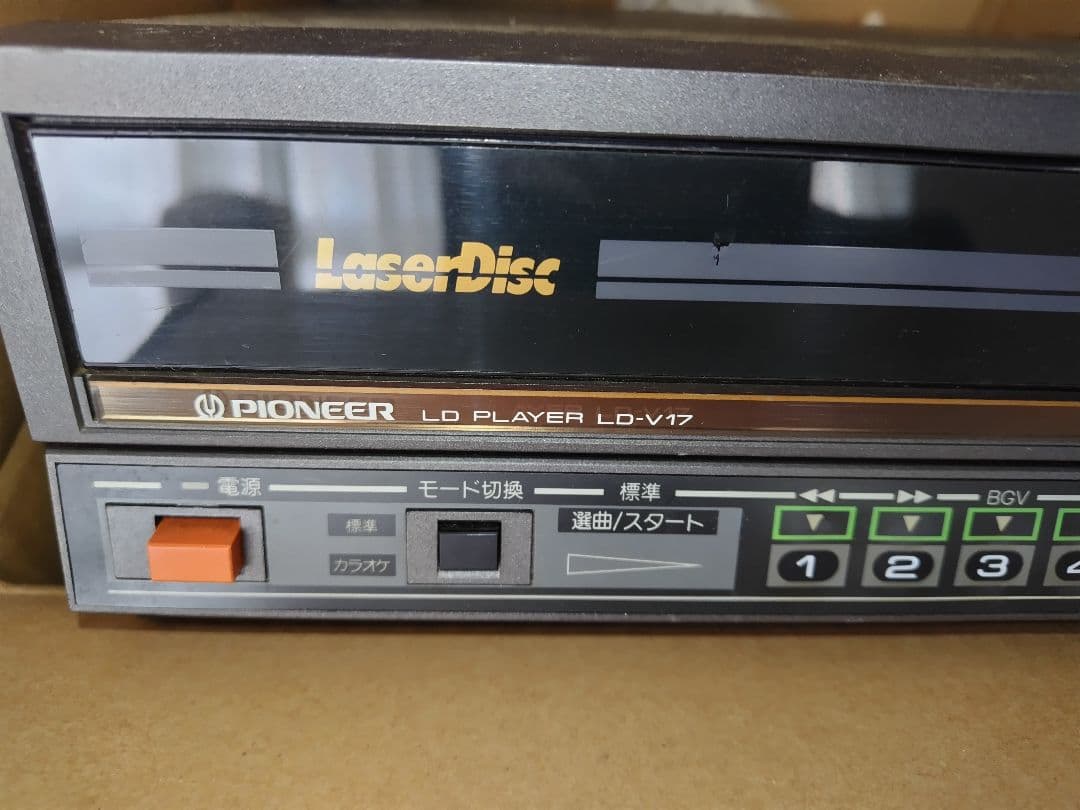 LaserDisc
PIONEER LD PLAYER LD-V17
電源 モード切換 標準 ◀◀ ▶▶ BGV
標準 選曲/スタート
カラオケ
1 2 3 4